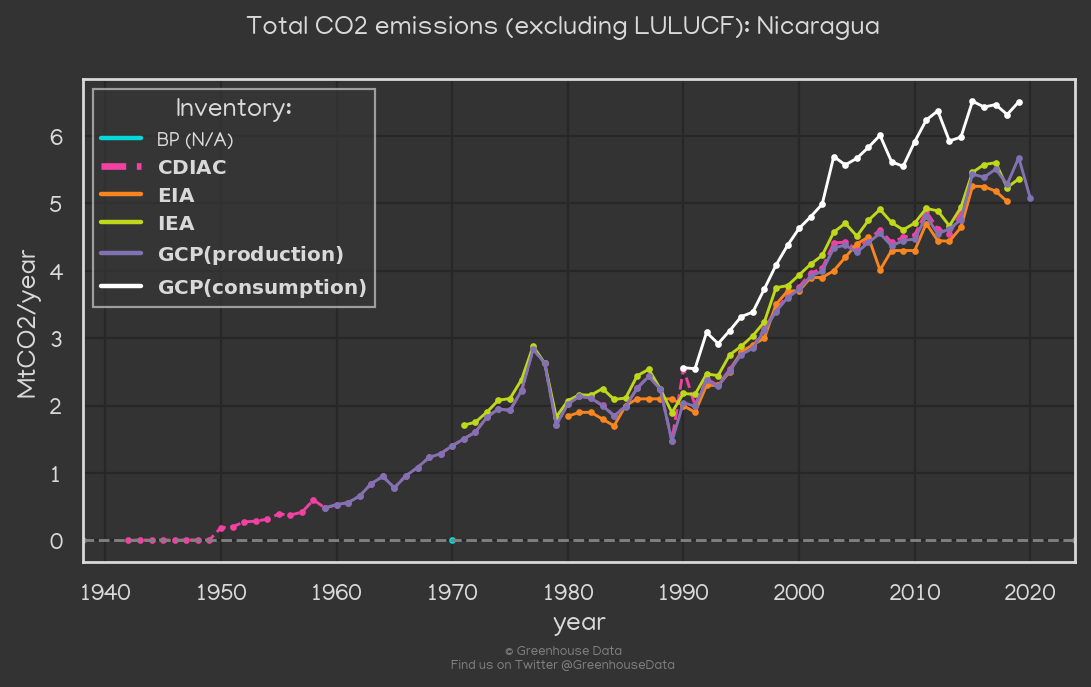 Total CO2 emissions (excluding LULUCF): Nicaragua
Inventory:
BP (N/A)
CDIAC
EIA
IEA
GCP(production)
GCP(consumption)
MtCO2/year
6
5
4
3
2
1
0
1940 1950 1960 1970 1980 1990 2000 2010 2020
year
© Greenhouse Data
Find us on Twitter @GreenhouseData